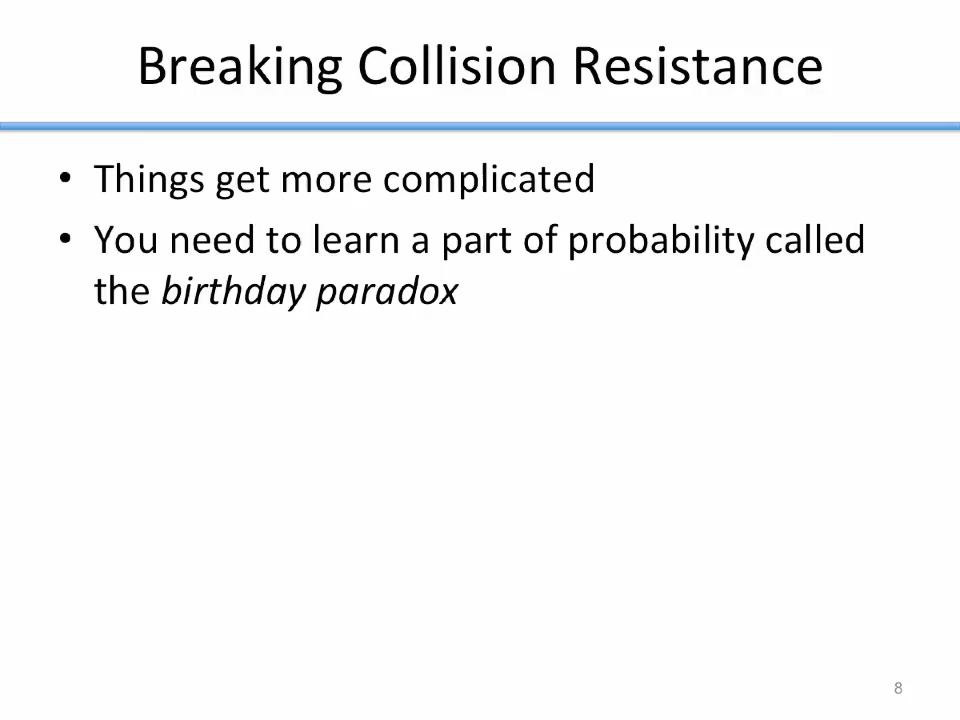 Breaking Collision Resistance
• Things get more complicated
• You need to learn a part of probability called
the birthday paradox
8